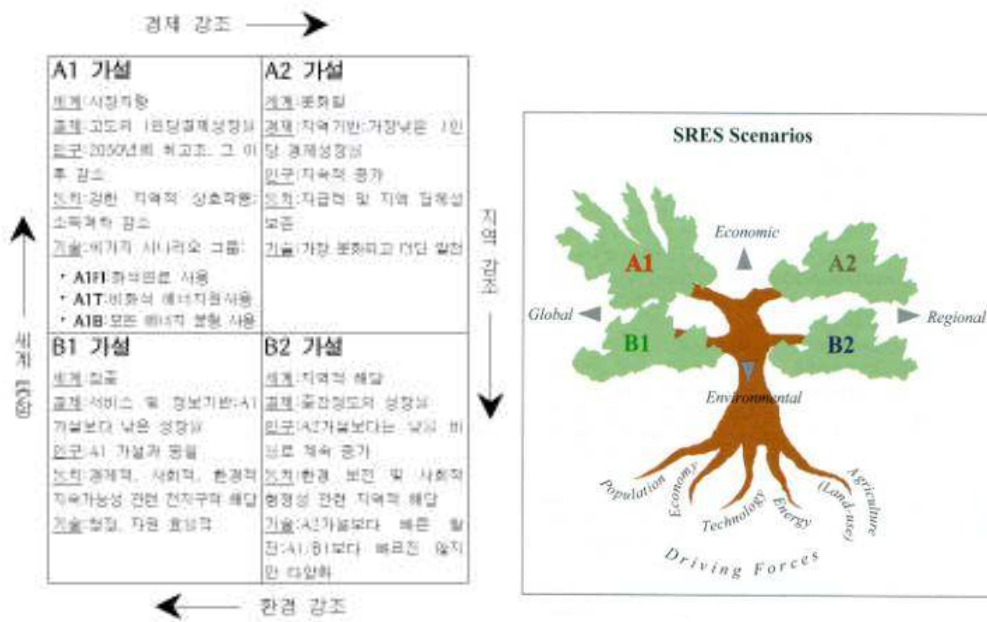 경제 강조
A1 가설
세계:시장지향
경제:고도의 1인당경제성장률
인구:2050년에 최고조, 그 이
후 감소
통치:강한 지역적 상호작용;
소득격차 감소
기술:세가지 시나리오 그룹:
• A1FI:화석연료 사용
• A1T:비화석 에너지원사용
• A1B:모든 에너지 균형 사용
A2 가설
세계:분화됨
경제:지역기반;가장낮은 1인
당 경제성장률
인구:지속적 증가
통치:자급력 및 지역 정체성
보존
기술:가장 분화되고 더딘 발전
세계
지역 강조
B1 가설
세계:집중
경제:서비스 및 정보기반;A1
가설보다 낮은 성장률
인구:A1 가설과 동일
통치:경제적, 사회적, 환경적
지속가능성 관련 전지구적 해답
기술:청정, 자원 효율적
B2 가설
세계:지역적 해답
경제:중간정도의 성장률
인구:A2가설보다는 낮은 비
율로 계속 증가
통치:환경 보전 및 사회적
형평성 관련 지역적 해답
기술:A2가설보다 빠른 발
전;A1/B1보다 빠르진 않지
만 다양화
환경 강조
SRES Scenarios
Economic
A1
A2
Global
Regional
B1
B2
Environmental
Population
Economy
Technology
Energy
Agriculture
(Land-use)
Driving Forces